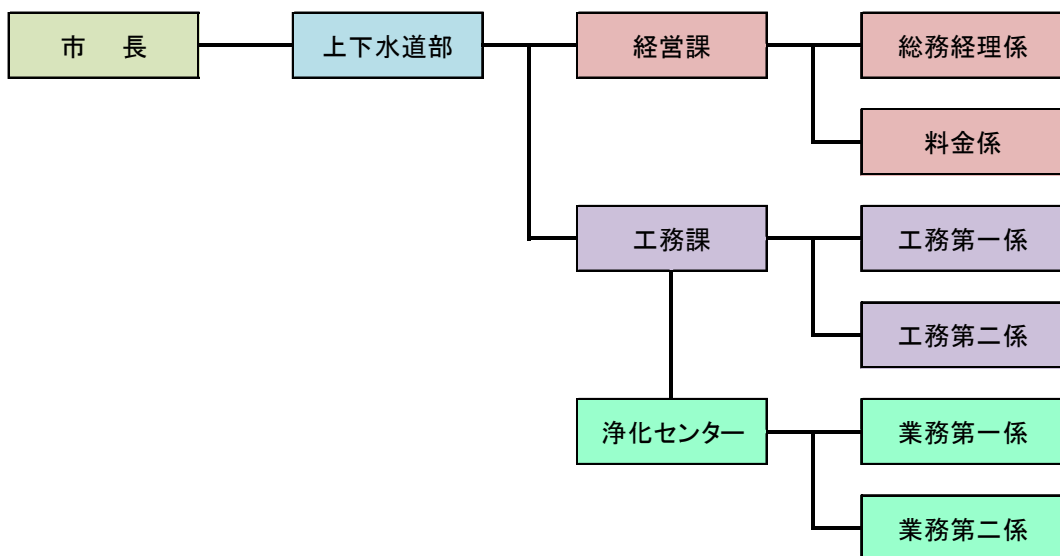 市　長
上下水道部
経営課
総務経理係
料金係
工務課
工務第一係
工務第二係
浄化センター
業務第一係
業務第二係